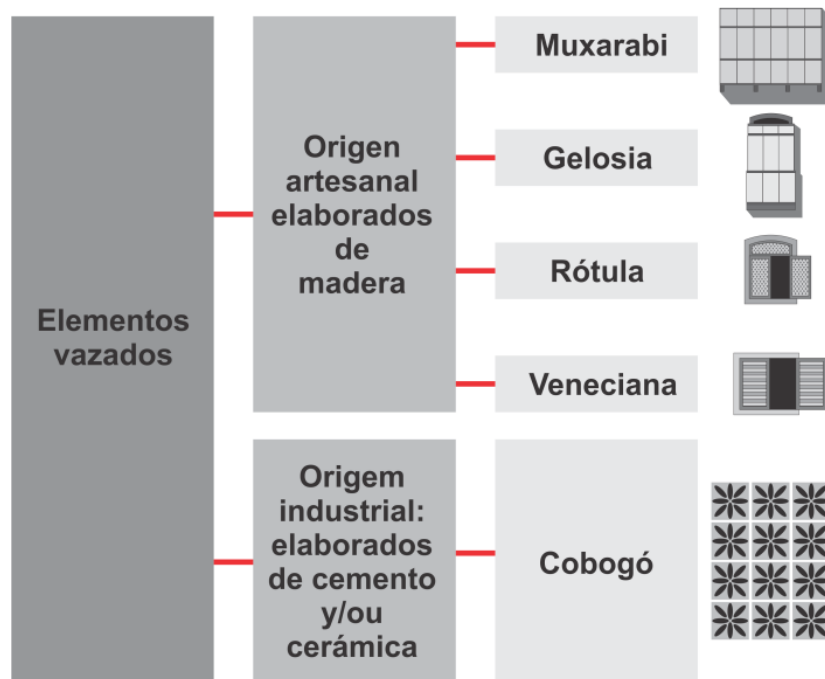 Elementos
vazados
Origen
artesanal
elaborados
de
madera
Muxarabi
Gelosia
Rótula
Veneciana
Origem
industrial:
elaborados
de cemento
y/ou
cerámica
Cobogó